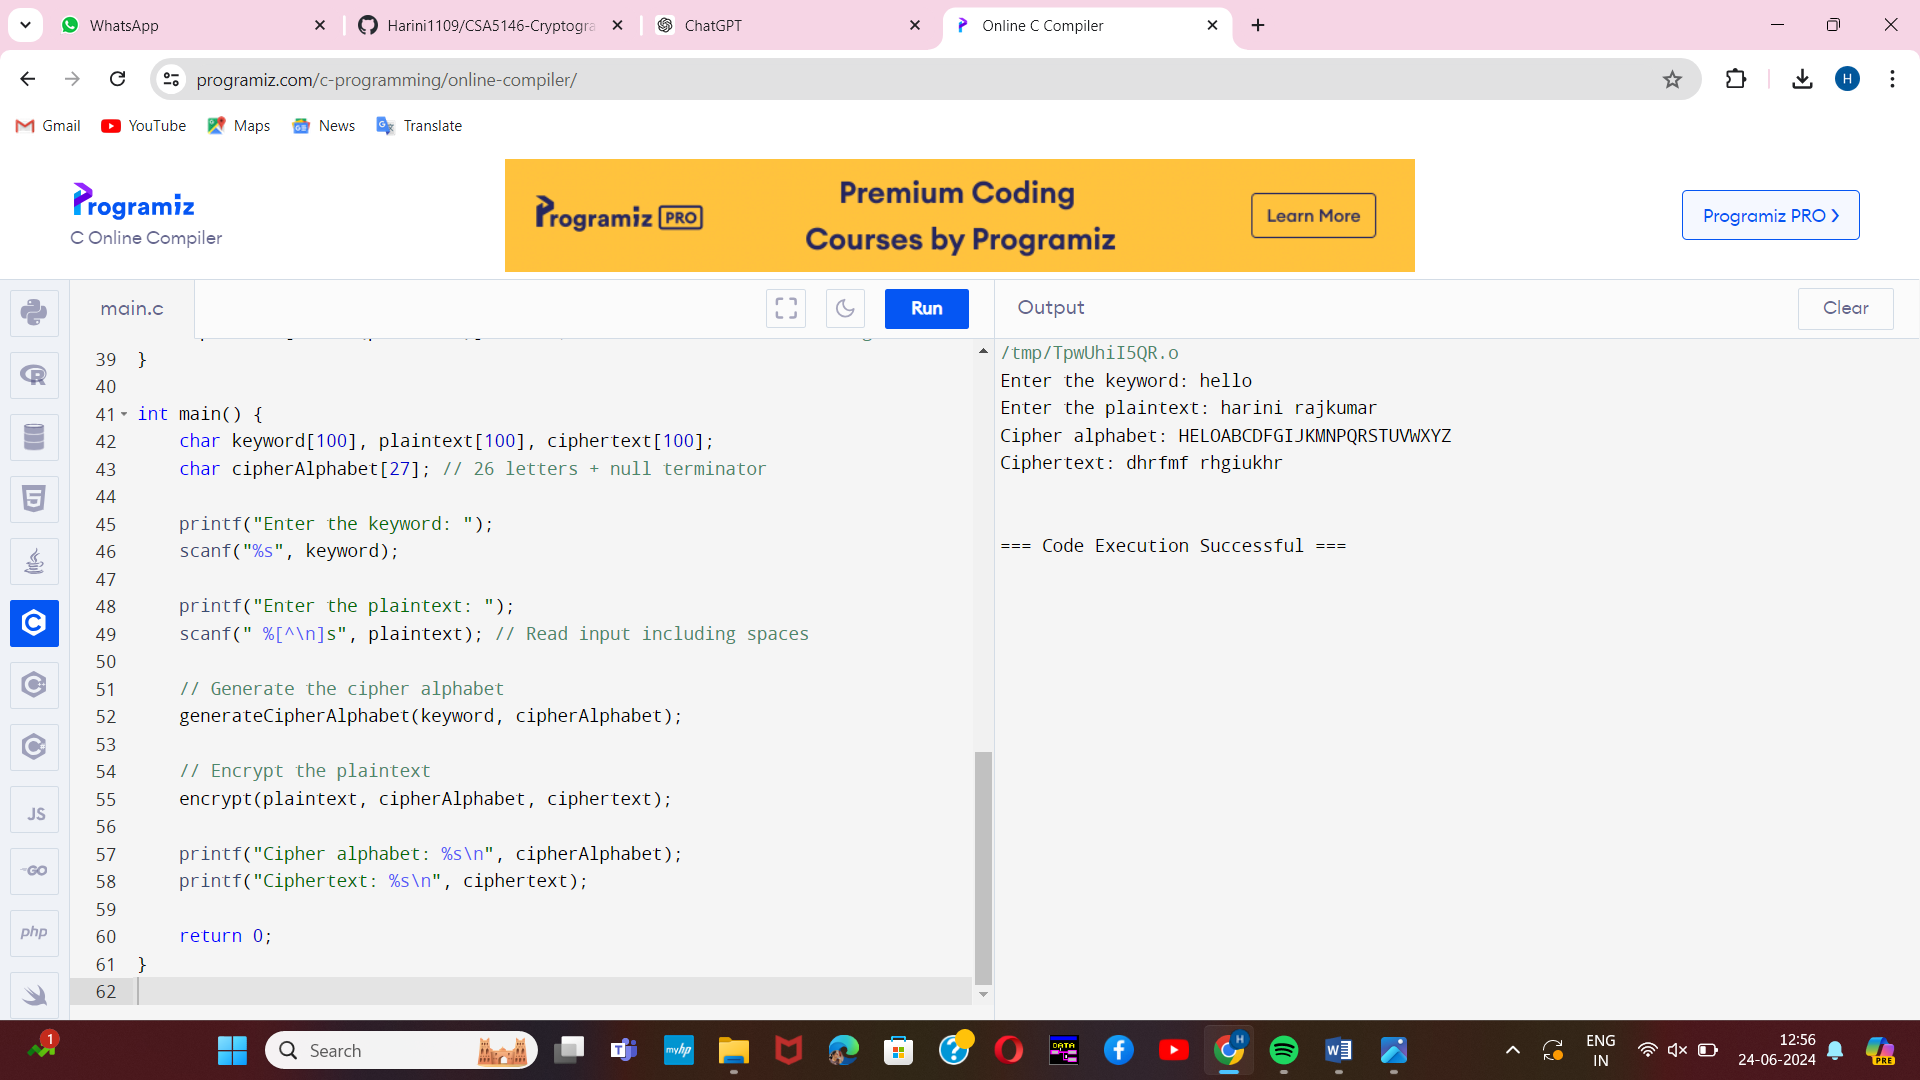 WhatsApp
Harini1109/CSA5146-Cryptogra
ChatGPT
Online C Compiler
programiz.com/c-programming/online-compiler/
H
Gmail
YouTube
Maps
News
Translate
Programiz
C Online Compiler
Programiz PRO
Premium Coding
Courses by Programiz
Learn More
Programiz PRO
main.c
Run
Output
Clear
39 }
40
41 int main() {
42 char keyword[100], plaintext[100], ciphertext[100];
43 char cipherAlphabet[27]; // 26 letters + null terminator
44
45 printf("Enter the keyword: ");
46 scanf("%s", keyword);
47
48 printf("Enter the plaintext: ");
49 scanf(" %[^\n]s", plaintext); // Read input including spaces
50
51 // Generate the cipher alphabet
52 generateCipherAlphabet(keyword, cipherAlphabet);
53
54 // Encrypt the plaintext
55 encrypt(plaintext, cipherAlphabet, ciphertext);
56
57 printf("Cipher alphabet: %s\n", cipherAlphabet);
58 printf("Ciphertext: %s\n", ciphertext);
59
60 return 0;
61 }
62
/tmp/TpwUhiI5QR.o
Enter the keyword: hello
Enter the plaintext: harini rajkumar
Cipher alphabet: HELOABCDFGIJKMNPQRSTUVWXYZ
Ciphertext: dhrfmf rhgiukhr
=== Code Execution Successful ===
JS
GO
php
1
Search
myhp
DATA
H
ENG
IN
12:56
24-06-2024
PRE